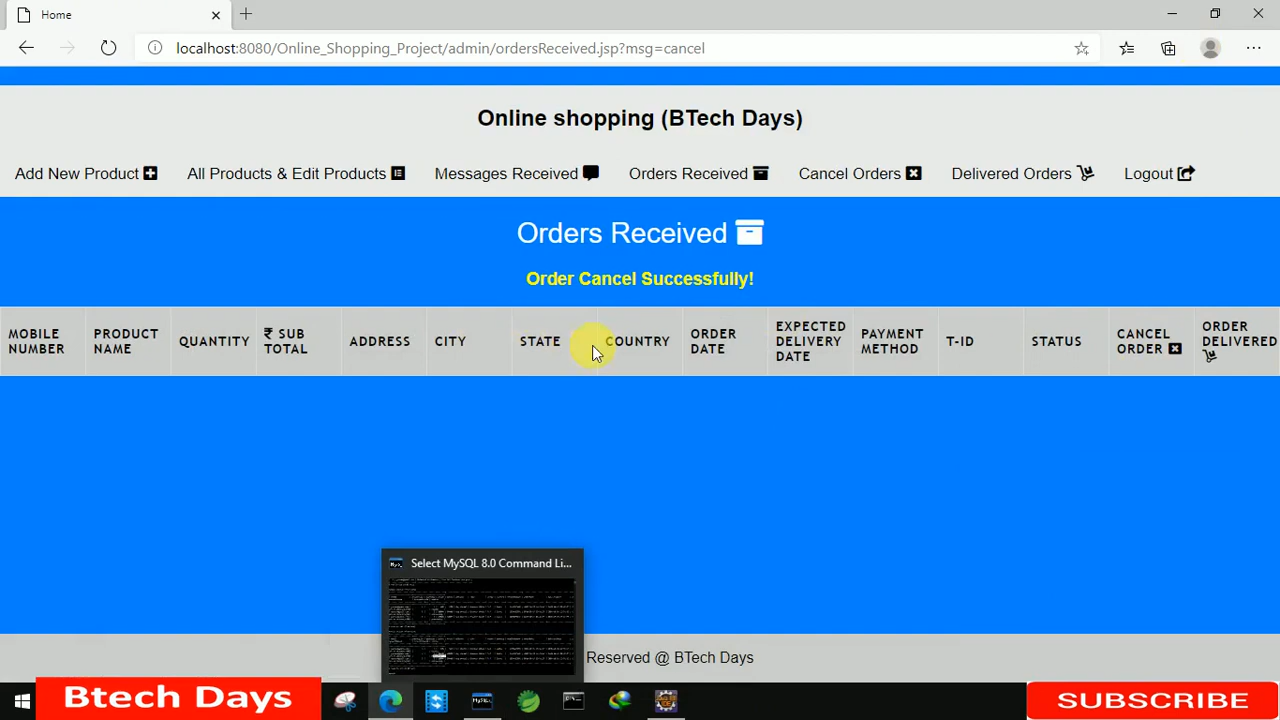 Home
localhost:8080/Online_Shopping_Project/admin/ordersReceived.jsp?msg=cancel
Online shopping (BTech Days)
Add New Product All Products & Edit Products Messages Received Orders Received Cancel Orders Delivered Orders Logout
Orders Received
Order Cancel Successfully!
MOBILE NUMBER
PRODUCT NAME
QUANTITY
₹ SUB TOTAL
ADDRESS
CITY
STATE
COUNTRY
ORDER DATE
EXPECTED DELIVERY DATE
PAYMENT METHOD
T-ID
STATUS
CANCEL ORDER
ORDER DELIVERED
Select MySQL 8.0 Command Li...
@ BTech Days
Btech Days
SUBSCRIBE